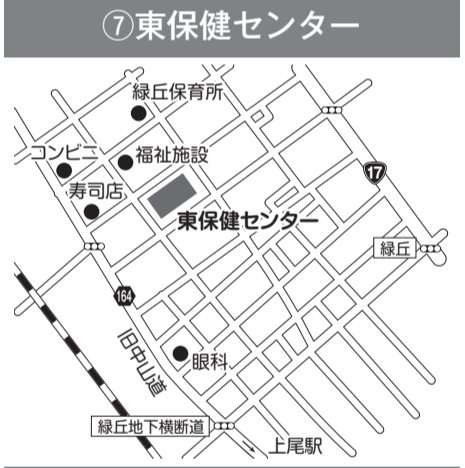 ⑦東保健センター
緑丘保育所
コンビニ
福祉施設
寿司店
17
東保健センター
緑丘
164
旧中山道
眼科
緑丘地下横断道
上尾駅